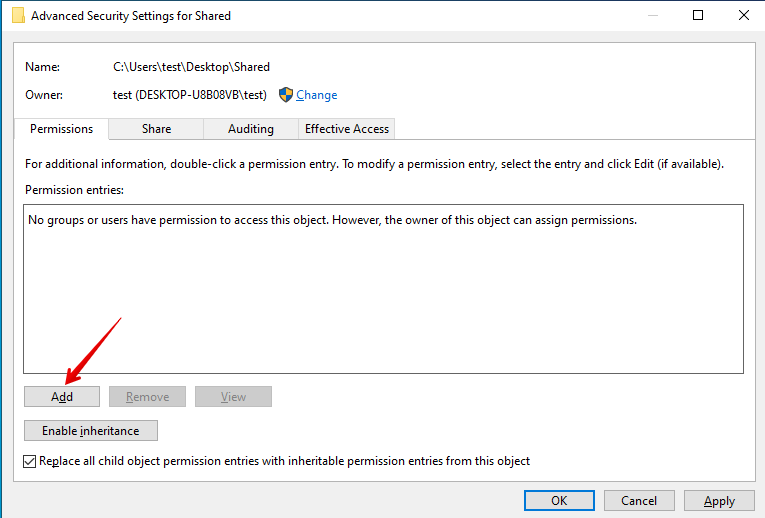 Advanced Security Settings for Shared
Name: C:\Users\test\Desktop\Shared
Owner: test (DESKTOP-U8B08VB\test) Change
Permissions Share Auditing Effective Access
For additional information, double-click a permission entry. To modify a permission entry, select the entry and click Edit (if available).
Permission entries:
No groups or users have permission to access this object. However, the owner of this object can assign permissions.
Add Remove View
Enable inheritance
Replace all child object permission entries with inheritable permission entries from this object
OK Cancel Apply